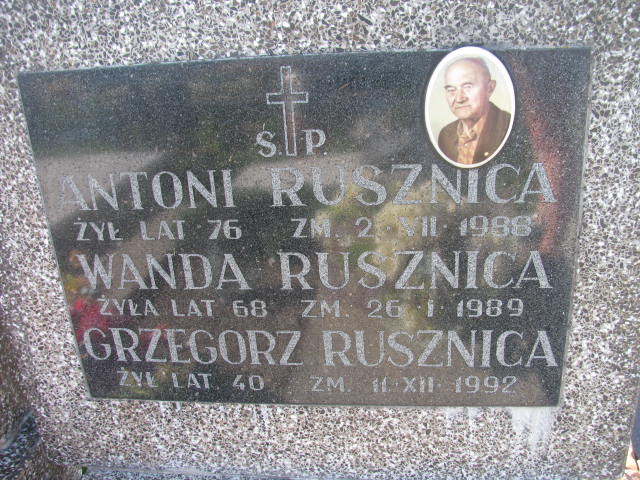 Ś. P.
ANTONI RUSZNICA
ŻYŁ LAT 76 ZM. 2 · VII · 1988
WANDA RUSZNICA
ŻYŁA LAT 68 ZM. 26 · 1 · 1989
GRZEGORZ RUSZNICA
ŻYŁ LAT. 40 ZM. 11 · XII · 1992